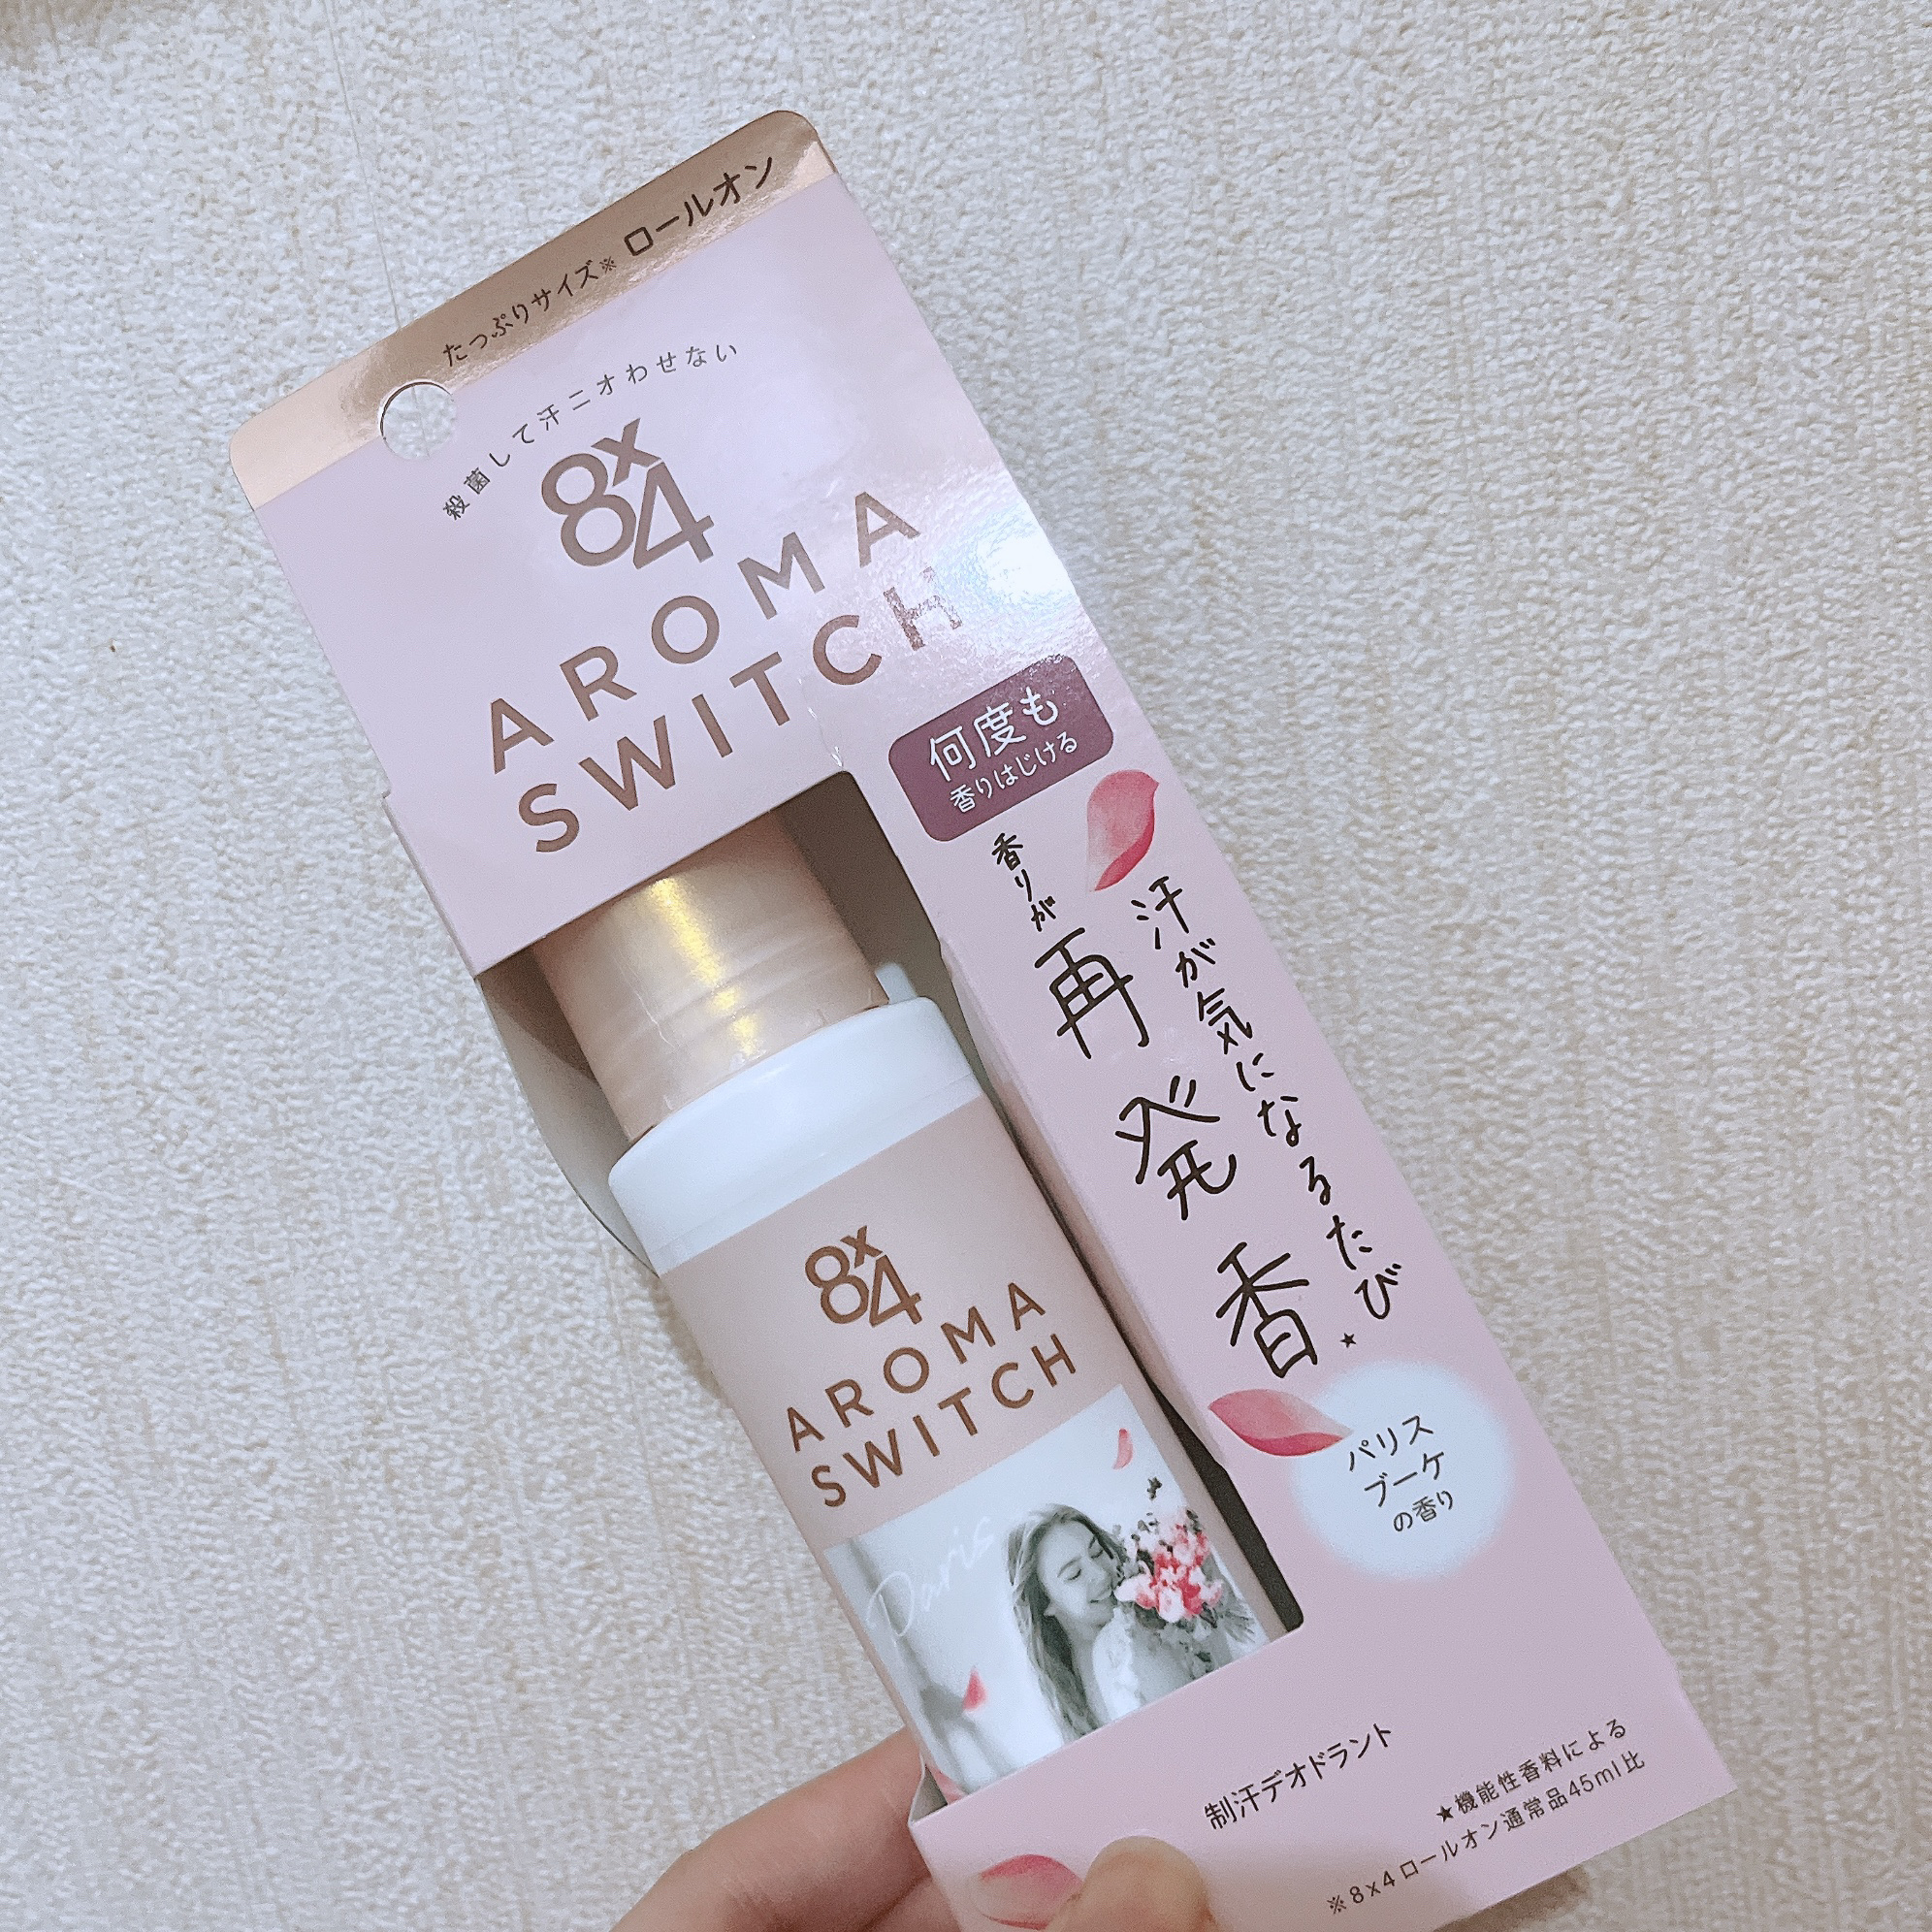 たっぷりサイズ※ ロールオン
殺菌して汗ニオわせない
8x4
AROMA
SWITCH
何度も
香りはじける
汗が気になるたび
香りが再発香★
パリス
ブーケ
の香り
8x4
AROMA
SWITCH
Paris
制汗デオドラント
★機能性香料による
※8x4 ロールオン通常品45ml比